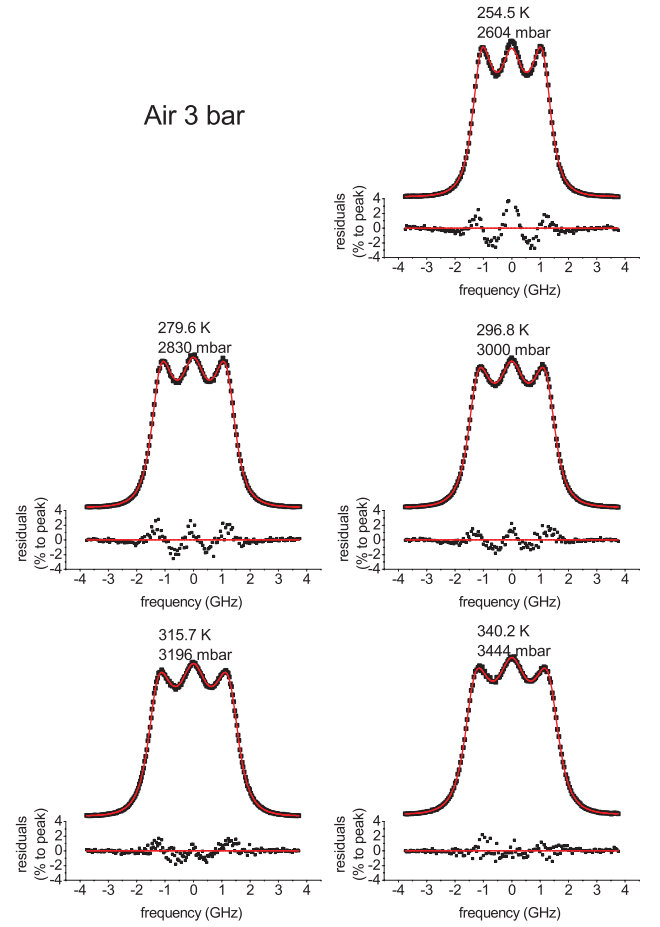 254.5 K
2604 mbar
Air 3 bar
residuals
(% to peak)
4
2
0
-2
-4
-4 -3 -2 -1 0 1 2 3 4
frequency (GHz)
279.6 K
2830 mbar
residuals
(% to peak)
4
2
0
-2
-4
-4 -3 -2 -1 0 1 2 3 4
frequency (GHz)
296.8 K
3000 mbar
residuals
(% to peak)
4
2
0
-2
-4
-4 -3 -2 -1 0 1 2 3 4
frequency (GHz)
315.7 K
3196 mbar
residuals
(% to peak)
4
2
0
-2
-4
-4 -3 -2 -1 0 1 2 3 4
frequency (GHz)
340.2 K
3444 mbar
residuals
(% to peak)
4
2
0
-2
-4
-4 -3 -2 -1 0 1 2 3 4
frequency (GHz)